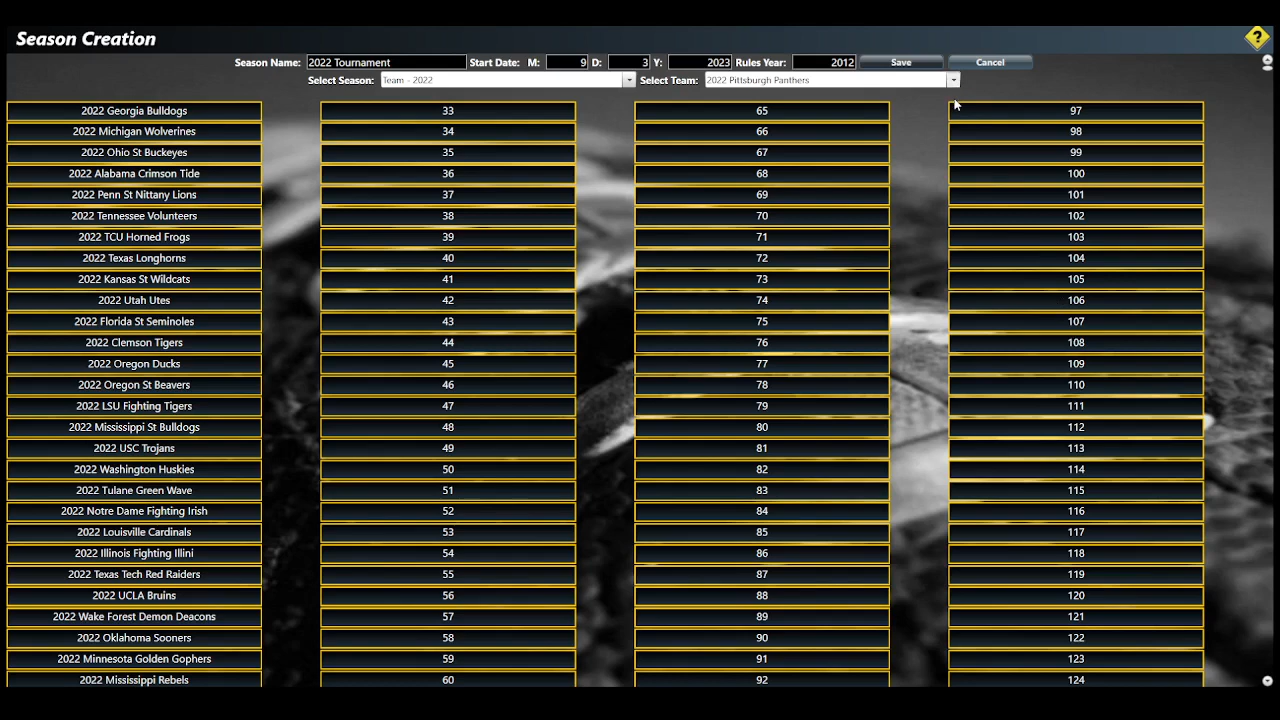 Season Creation
?
Season Name: 2022 Tournament Start Date: M: 9 D: 3 Y: 2023 Rules Year: 2012 Save Cancel
Select Season: Team - 2022 Select Team: 2022 Pittsburgh Panthers
2022 Georgia Bulldogs 33 65 97
2022 Michigan Wolverines 34 66 98
2022 Ohio St Buckeyes 35 67 99
2022 Alabama Crimson Tide 36 68 100
2022 Penn St Nittany Lions 37 69 101
2022 Tennessee Volunteers 38 70 102
2022 TCU Horned Frogs 39 71 103
2022 Texas Longhorns 40 72 104
2022 Kansas St Wildcats 41 73 105
2022 Utah Utes 42 74 106
2022 Florida St Seminoles 43 75 107
2022 Clemson Tigers 44 76 108
2022 Oregon Ducks 45 77 109
2022 Oregon St Beavers 46 78 110
2022 LSU Fighting Tigers 47 79 111
2022 Mississippi St Bulldogs 48 80 112
2022 USC Trojans 49 81 113
2022 Washington Huskies 50 82 114
2022 Tulane Green Wave 51 83 115
2022 Notre Dame Fighting Irish 52 84 116
2022 Louisville Cardinals 53 85 117
2022 Illinois Fighting Illini 54 86 118
2022 Texas Tech Red Raiders 55 87 119
2022 UCLA Bruins 56 88 120
2022 Wake Forest Demon Deacons 57 89 121
2022 Oklahoma Sooners 58 90 122
2022 Minnesota Golden Gophers 59 91 123
2022 Mississippi Rebels 60 92 124